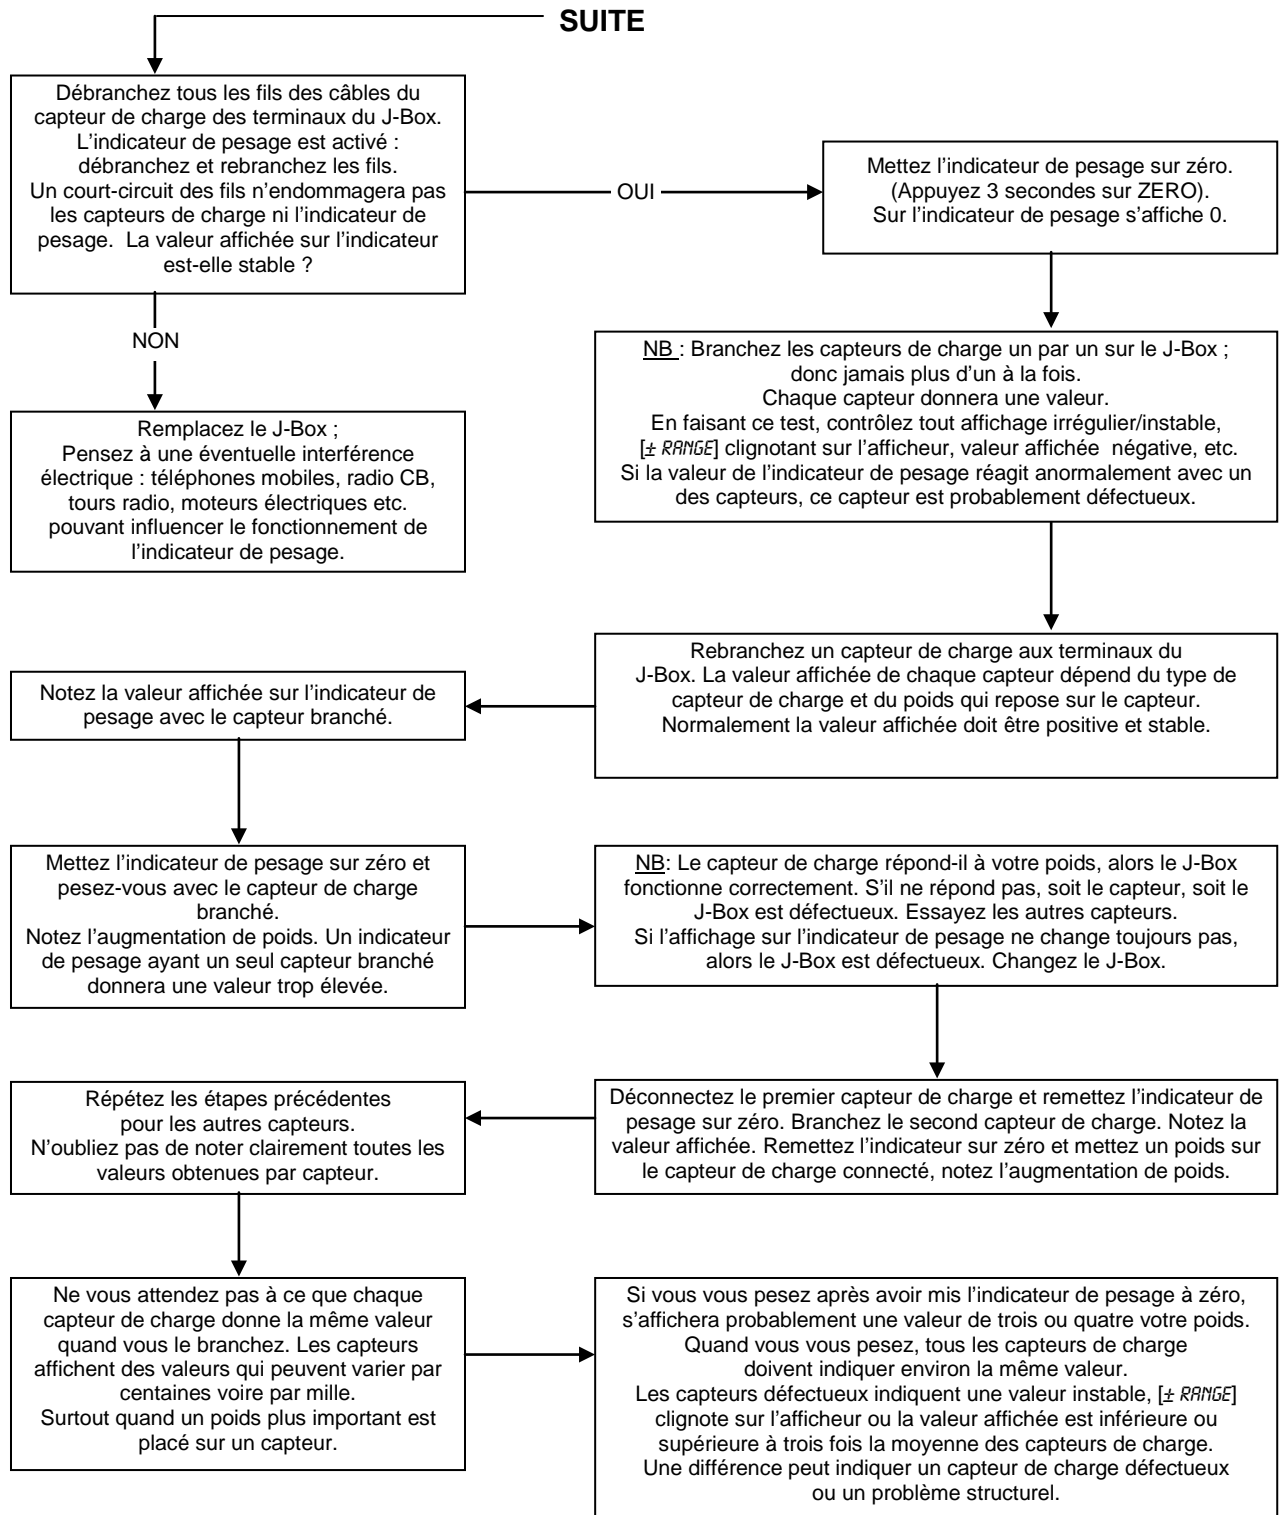 SUITE
Débranchez tous les fils des câbles du
capteur de charge des terminaux du J-Box.
L'indicateur de pesage est activé :
débranchez et rebranchez les fils.
Un court-circuit des fils n'endommagera pas
les capteurs de charge ni l'indicateur de
pesage. La valeur affichée sur l'indicateur
est-elle stable ?
OUI
Mettez l'indicateur de pesage sur zéro.
(Appuyez 3 secondes sur ZERO).
Sur l'indicateur de pesage s'affiche 0.
NON
Remplacez le J-Box ;
Pensez à une éventuelle interférence
électrique : téléphones mobiles, radio CB,
tours radio, moteurs électriques etc.
pouvant influencer le fonctionnement de
l'indicateur de pesage.
NB : Branchez les capteurs de charge un par un sur le J-Box ;
donc jamais plus d'un à la fois.
Chaque capteur donnera une valeur.
En faisant ce test, contrôlez tout affichage irrégulier/instable,
[± RANGE] clignotant sur l'afficheur, valeur affichée négative, etc.
Si la valeur de l'indicateur de pesage réagit anormalement avec un
des capteurs, ce capteur est probablement défectueux.
Rebranchez un capteur de charge aux terminaux du
J-Box. La valeur affichée de chaque capteur dépend du type de
capteur de charge et du poids qui repose sur le capteur.
Normalement la valeur affichée doit être positive et stable.
Notez la valeur affichée sur l'indicateur de
pesage avec le capteur branché.
Mettez l'indicateur de pesage sur zéro et
pesez-vous avec le capteur de charge
branché.
Notez l'augmentation de poids. Un indicateur
de pesage ayant un seul capteur branché
donnera une valeur trop élevée.
NB: Le capteur de charge répond-il à votre poids, alors le J-Box
fonctionne correctement. S'il ne répond pas, soit le capteur, soit le
J-Box est défectueux. Essayez les autres capteurs.
Si l'affichage sur l'indicateur de pesage ne change toujours pas,
alors le J-Box est défectueux. Changez le J-Box.
Déconnectez le premier capteur de charge et remettez l'indicateur de
pesage sur zéro. Branchez le second capteur de charge. Notez la
valeur affichée. Remettez l'indicateur sur zéro et mettez un poids sur
le capteur de charge connecté, notez l'augmentation de poids.
Répétez les étapes précédentes
pour les autres capteurs.
N'oubliez pas de noter clairement toutes les
valeurs obtenues par capteur.
Ne vous attendez pas à ce que chaque
capteur de charge donne la même valeur
quand vous le branchez. Les capteurs
affichent des valeurs qui peuvent varier par
centaines voire par mille.
Surtout quand un poids plus important est
placé sur un capteur.
Si vous vous pesez après avoir mis l'indicateur de pesage à zéro,
s'affichera probablement une valeur de trois ou quatre votre poids.
Quand vous vous pesez, tous les capteurs de charge
doivent indiquer environ la même valeur.
Les capteurs défectueux indiquent une valeur instable, [± RANGE]
clignote sur l'afficheur ou la valeur affichée est inférieure ou
supérieure à trois fois la moyenne des capteurs de charge.
Une différence peut indiquer un capteur de charge défectueux
ou un problème structurel.